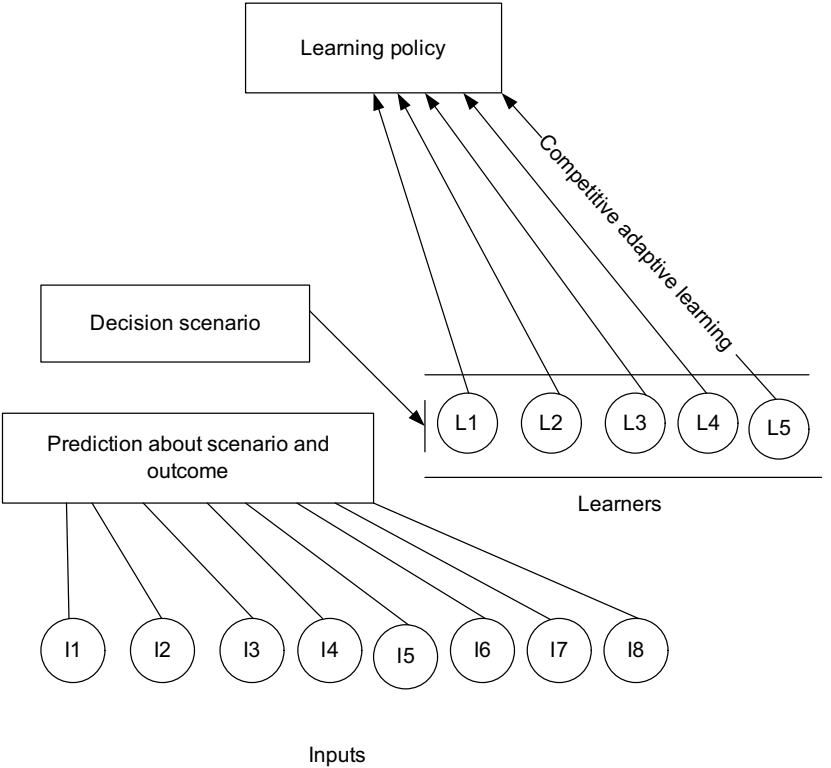 Learning policy
Competitive adaptive learning
Decision scenario
L1 L2 L3 L4 L5
Prediction about scenario and
outcome
Learners
I1 I2 I3 I4 I5 I6 I7 I8
Inputs